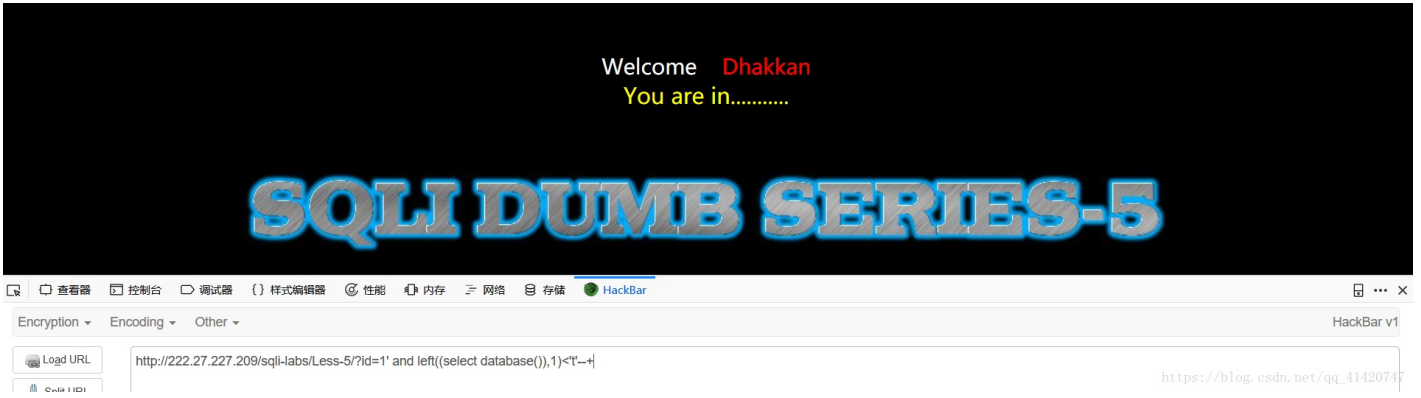 Welcome Dhakkan
You are in...........
SQLI DUMB SERIES-5
查看器 控制台 调试器 {} 样式编辑器 性能 内存 网络 存储 HackBar
Encryption Encoding Other HackBar v1
Load URL http://222.27.227.209/sqli-labs/Less-5/?id=1' and left((select database()),1)<'t'--+
Split URL
https://blog.csdn.net/qq_41420747